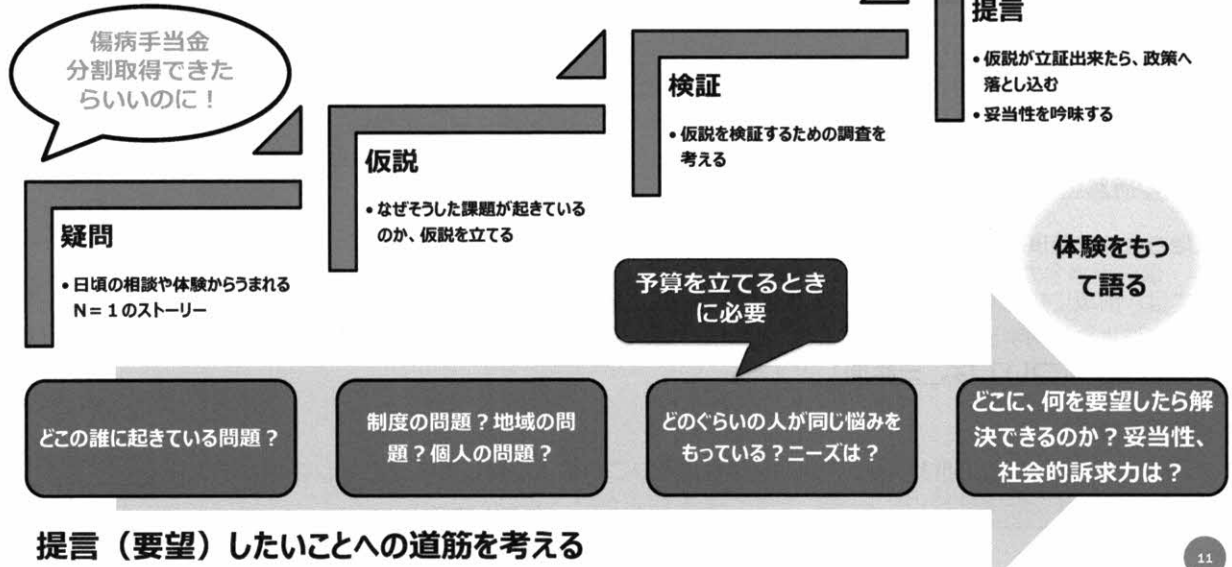 傷病手当金
分割取得できた
らいいのに！
疑問
• 日頃の相談や体験からうまれる
N＝１のストーリー
仮説
• なぜそうした課題が起きている
のか、仮説を立てる
検証
• 仮説を検証するための調査を
考える
提言
• 仮説が立証出来たら、政策へ
落とし込む
• 妥当性を吟味する
体験をもっ
て語る
予算を立てるとき
に必要
どこの誰に起きている問題？
制度の問題？地域の問
題？個人の問題？
どのぐらいの人が同じ悩みを
もっている？ニーズは？
どこに、何を要望したら解
決できるのか？妥当性、
社会的訴求力は？
提言（要望）したいことへの道筋を考える
11